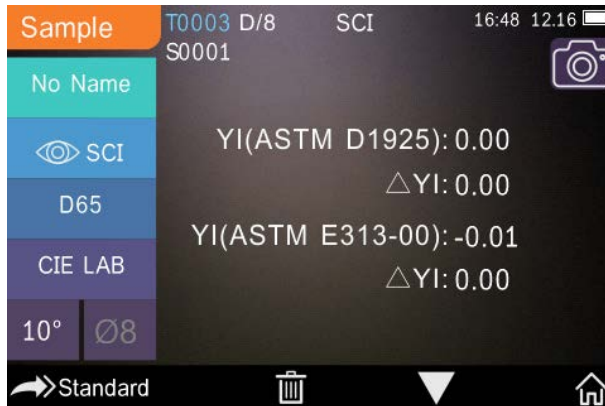 Sample
T0003 D/8 SCI 16:48 12.16
S0001
No Name
SCI
D65
CIE LAB
10° Ø8
YI(ASTM D1925): 0.00
△YI: 0.00
YI(ASTM E313-00): -0.01
△YI: 0.00
Standard